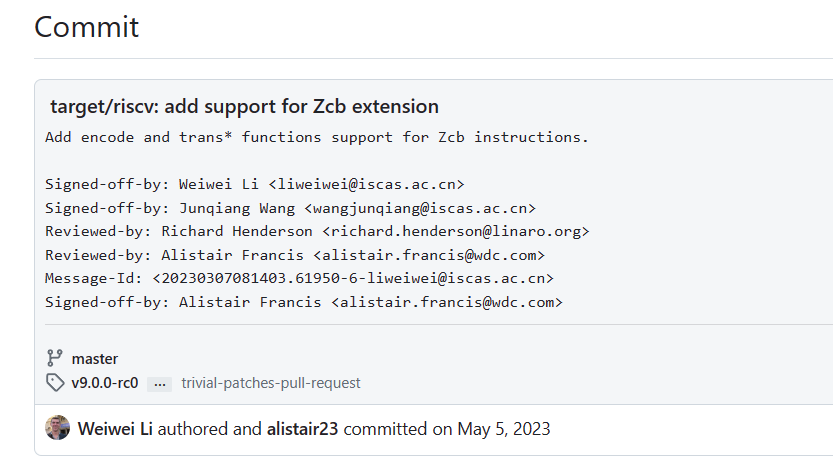 Commit
target/riscv: add support for Zcb extension
Add encode and trans* functions support for Zcb instructions.
Signed-off-by: Weiwei Li <liweiwei@iscas.ac.cn>
Signed-off-by: Junqiang Wang <wangjunqiang@iscas.ac.cn>
Reviewed-by: Richard Henderson <richard.henderson@linaro.org>
Reviewed-by: Alistair Francis <alistair.francis@wdc.com>
Message-Id: <20230307081403.61950-6-liweiwei@iscas.ac.cn>
Signed-off-by: Alistair Francis <alistair.francis@wdc.com>
master
v9.0.0-rc0 ... trivial-patches-pull-request
Weiwei Li authored and alistair23 committed on May 5, 2023